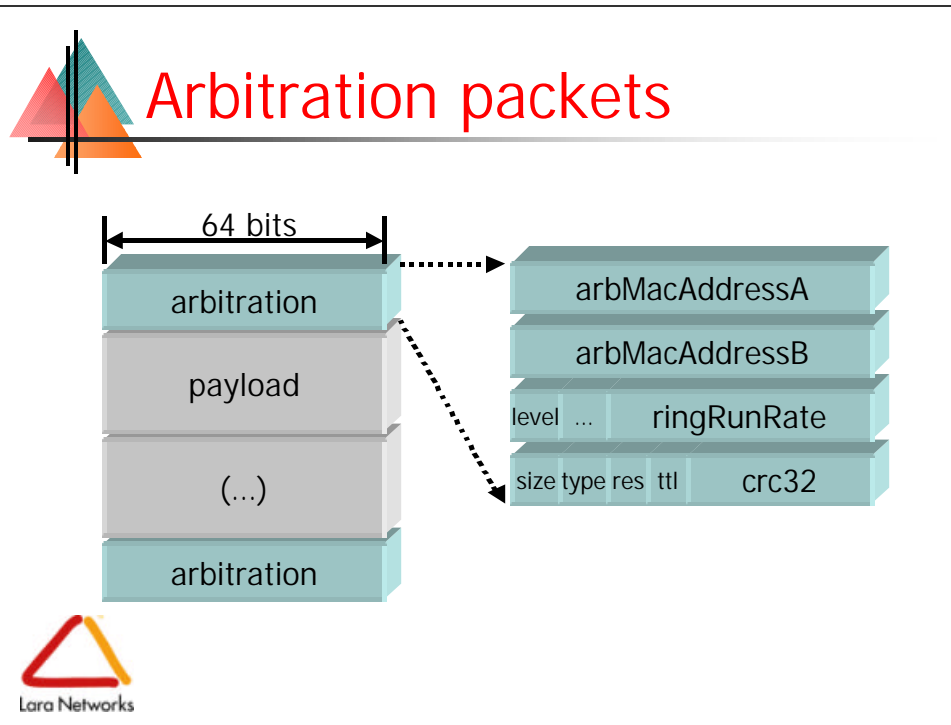 Arbitration packets
64 bits
arbitration
payload
(...)
arbitration
arbMacAddressA
arbMacAddressB
level ... ringRunRate
size type res ttl crc32
Lara Networks